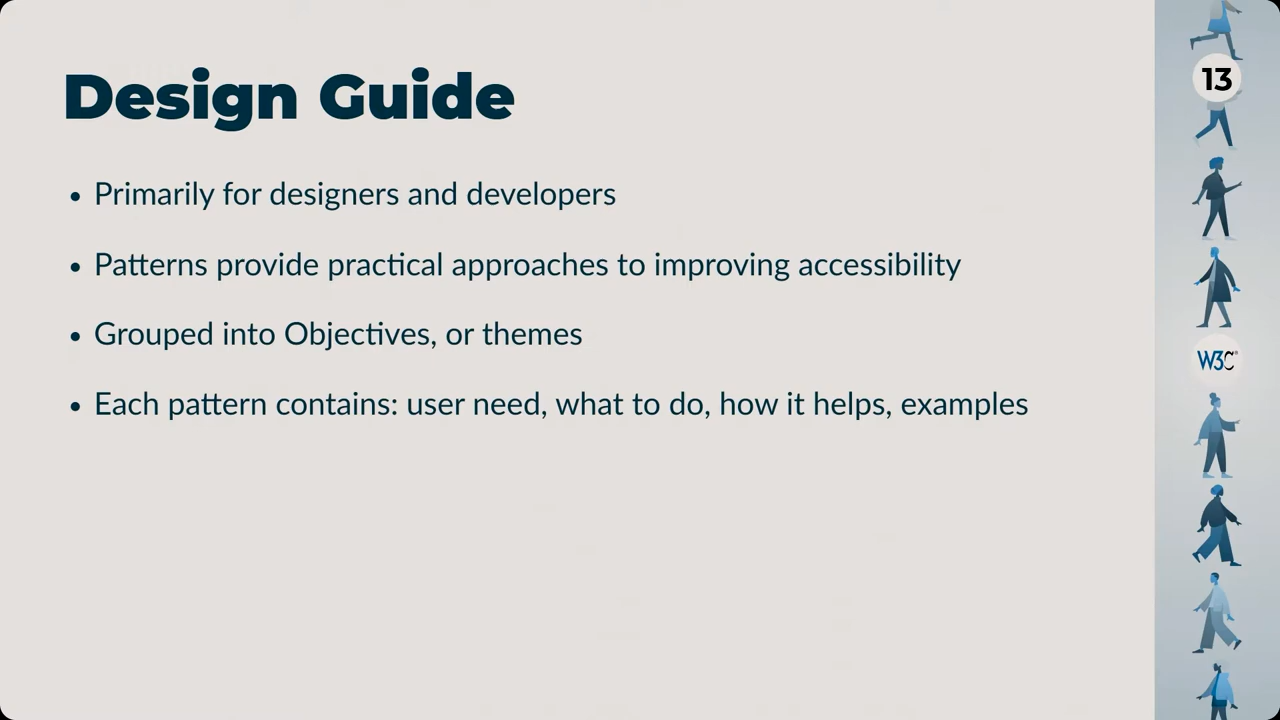 Design Guide
• Primarily for designers and developers
• Patterns provide practical approaches to improving accessibility
• Grouped into Objectives, or themes
• Each pattern contains: user need, what to do, how it helps, examples
13
W3C®